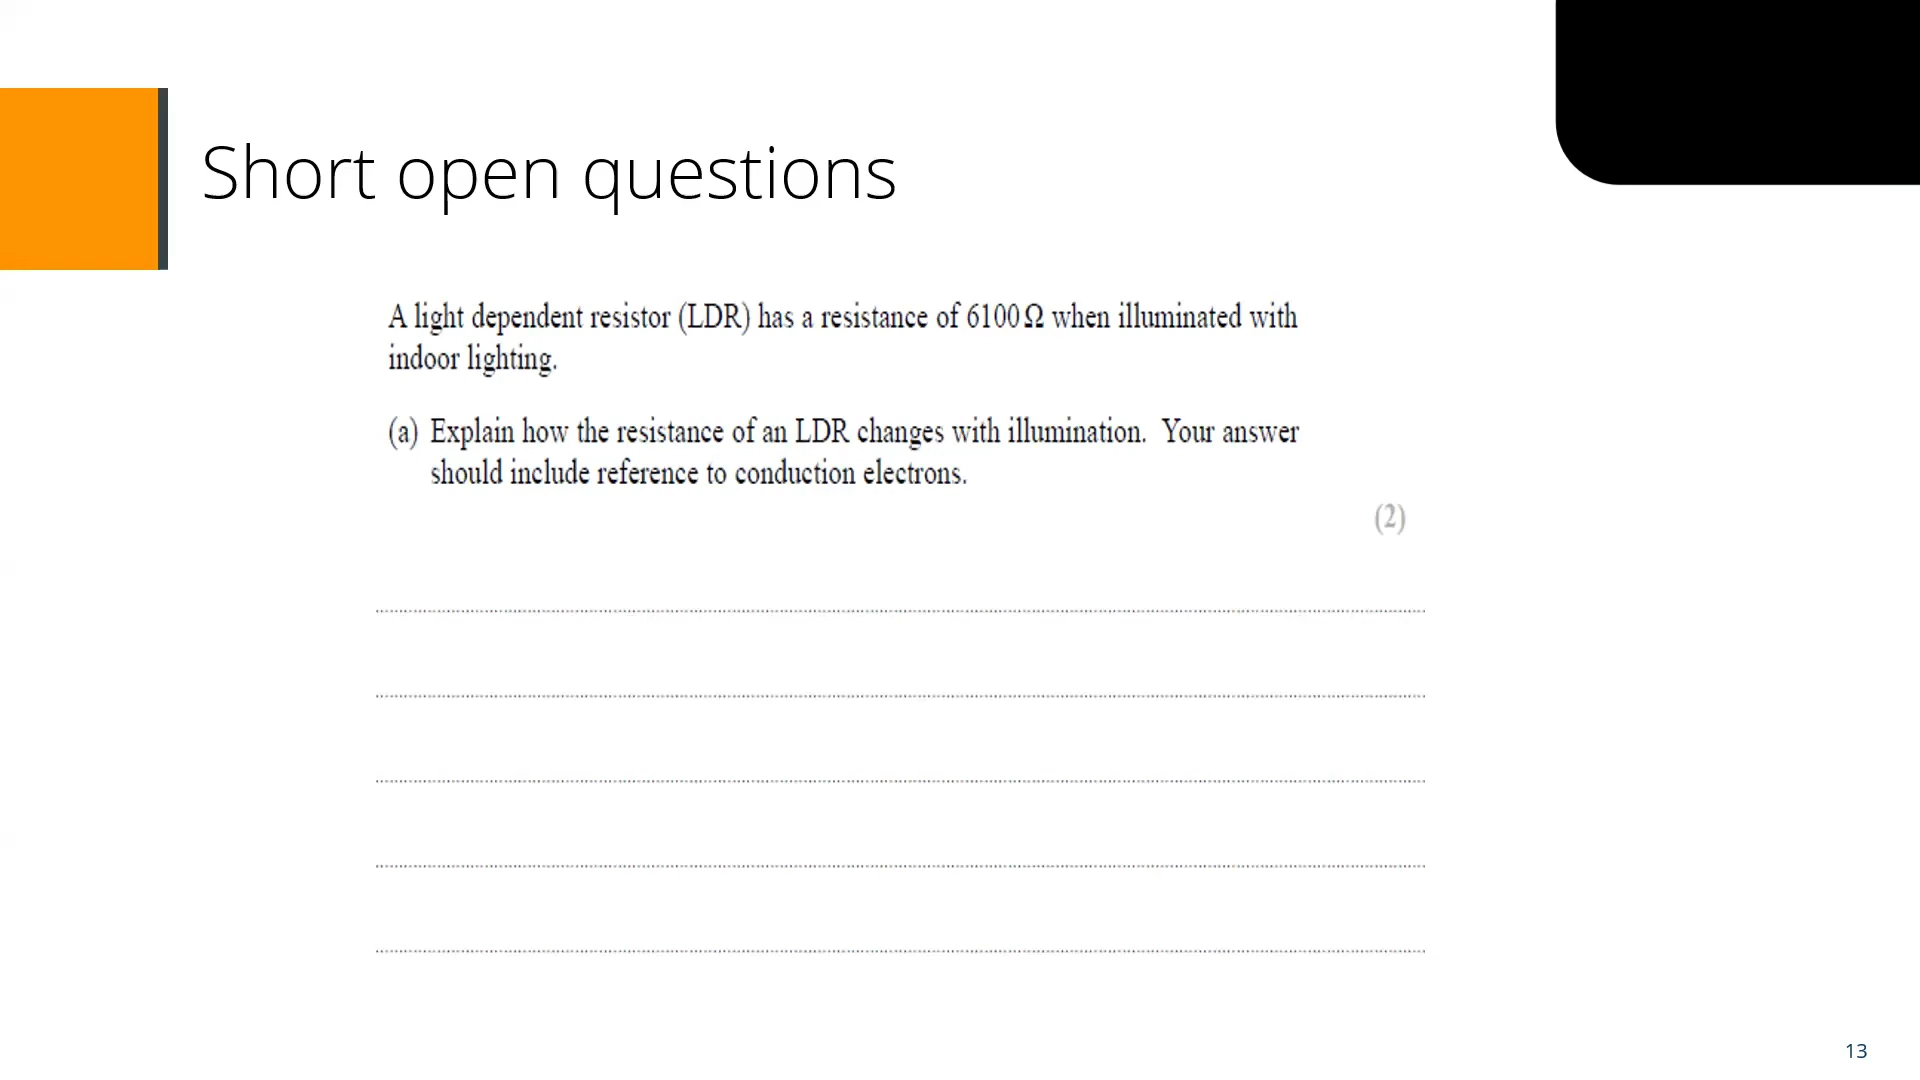 Short open questions
A light dependent resistor (LDR) has a resistance of 6100 Ω when illuminated with
indoor lighting.
(a) Explain how the resistance of an LDR changes with illumination. Your answer
should include reference to conduction electrons.
(2)
13